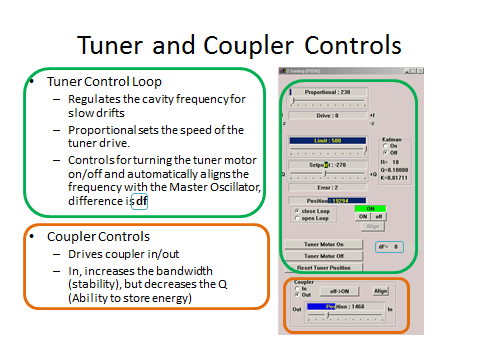 Tuner and Coupler Controls
• Tuner Control Loop
– Regulates the cavity frequency for
slow drifts
– Proportional sets the speed of the
tuner drive.
– Controls for turning the tuner motor
on/off and automatically aligns the
frequency with the Master Oscillator,
difference is df
• Coupler Controls
– Drives coupler in/out
– In, increases the bandwidth
(stability), but decreases the Q
(Ability to store energy)
Proportional : 230
Drive : 0
Limit : 500
Kalman
On
Off
R= 10
Q=0.10000
K=0.01711
Setpoint : -270
Q
+Q
Error : 2
Position : 19294
close Loop
open Loop
ON
ON
off
Align
Tuner Motor On
Tuner Motor Off
Reset Tuner Position
df= 0
Coupler
In
Out
off->ON
Align
Out
Position : 1468
In